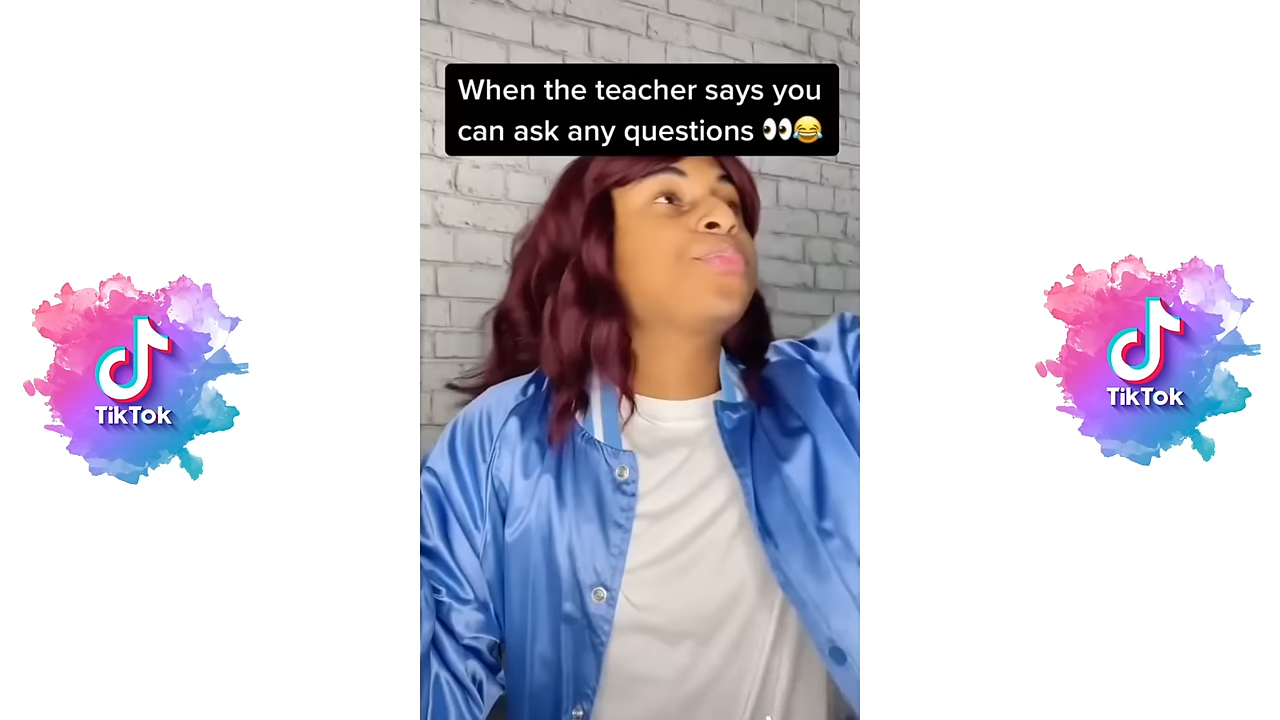 When the teacher says you
can ask any questions 👀😂
TikTok
TikTok